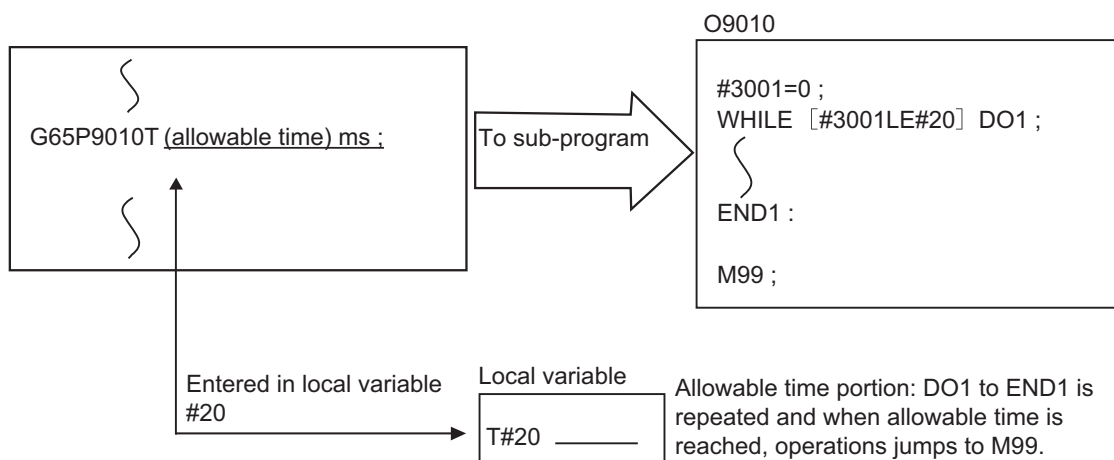 G65P9010T (allowable time) ms ;
To sub-program
O9010
#3001=0 ;
WHILE [#3001LE#20] DO1 ;
END1 :
M99 ;
Entered in local variable
#20
Local variable
T#20
Allowable time portion: DO1 to END1 is
repeated and when allowable time is
reached, operations jumps to M99.